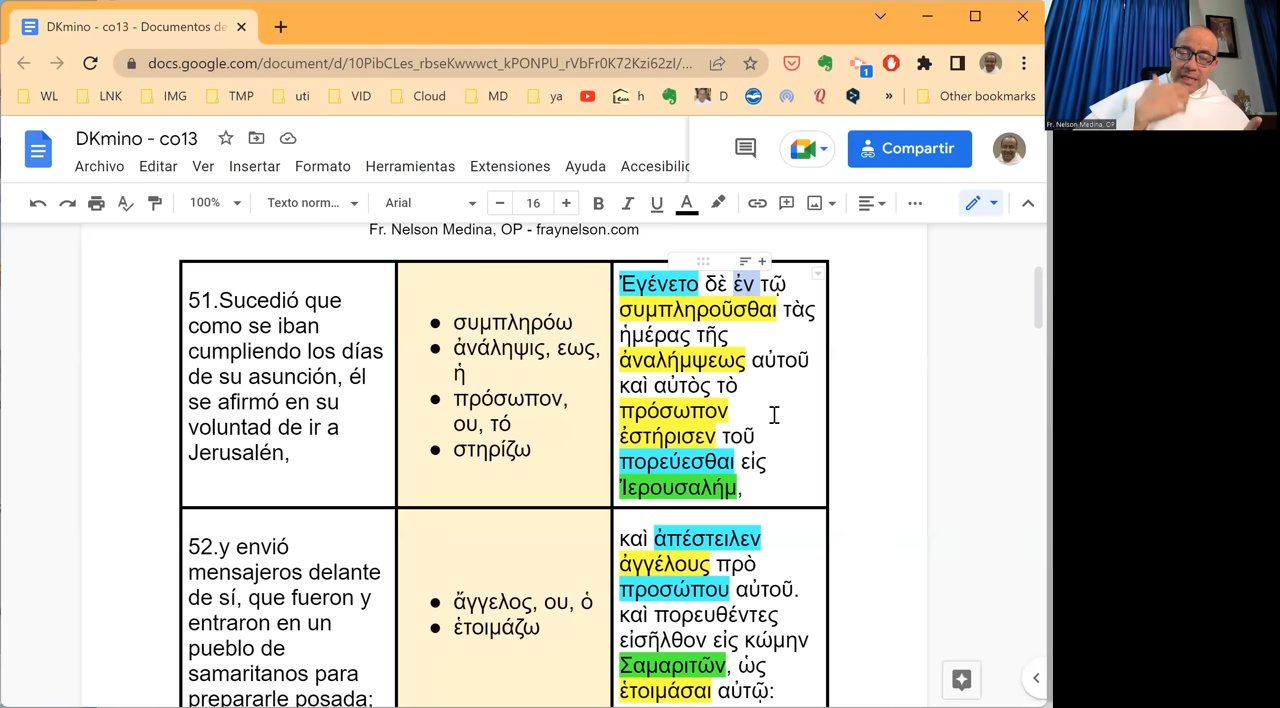 DKmino - co13 - Documentos de
docs.google.com/document/d/10PibCLes_rbseKwwvct_kPONPU_rVbFr0K72Kzi62zI/...
1
WL LNK IMG TMP uti VID Cloud MD ya h D » Other bookmarks
Fr. Nelson Medina, OP
DKmino - co13
Archivo Editar Ver Insertar Formato Herramientas Extensiones Ayuda Accesibilic
Compartir
100% Texto norm... Arial − 16 + B I U A ...
Fr. Nelson Medina, OP - fraynelson.com
51.Sucedió que
como se iban
cumpliendo los días
de su asunción, él
se afirmó en su
voluntad de ir a
Jerusalén,
● συμπληρόω
● ἀνάληψις, εως,
ἡ
● πρόσωπον,
ου, τό
● στηρίζω
Ἐγένετο δὲ ἐν τῷ
συμπληροῦσθαι τὰς
ἡμέρας τῆς
ἀναλήμψεως αὐτοῦ
καὶ αὐτὸς τὸ
πρόσωπον
ἐστήρισεν τοῦ
πορεύεσθαι εἰς
Ἰερουσαλήμ,
52.y envió
mensajeros delante
de sí, que fueron y
entraron en un
pueblo de
samaritanos para
prepararle posada;
● ἄγγελος, ου, ὁ
● ἑτοιμάζω
καὶ ἀπέστειλεν
ἀγγέλους πρὸ
προσώπου αὐτοῦ.
καὶ πορευθέντες
εἰσῆλθον εἰς κώμην
Σαμαριτῶν, ὡς
ἑτοιμάσαι αὐτῷ: